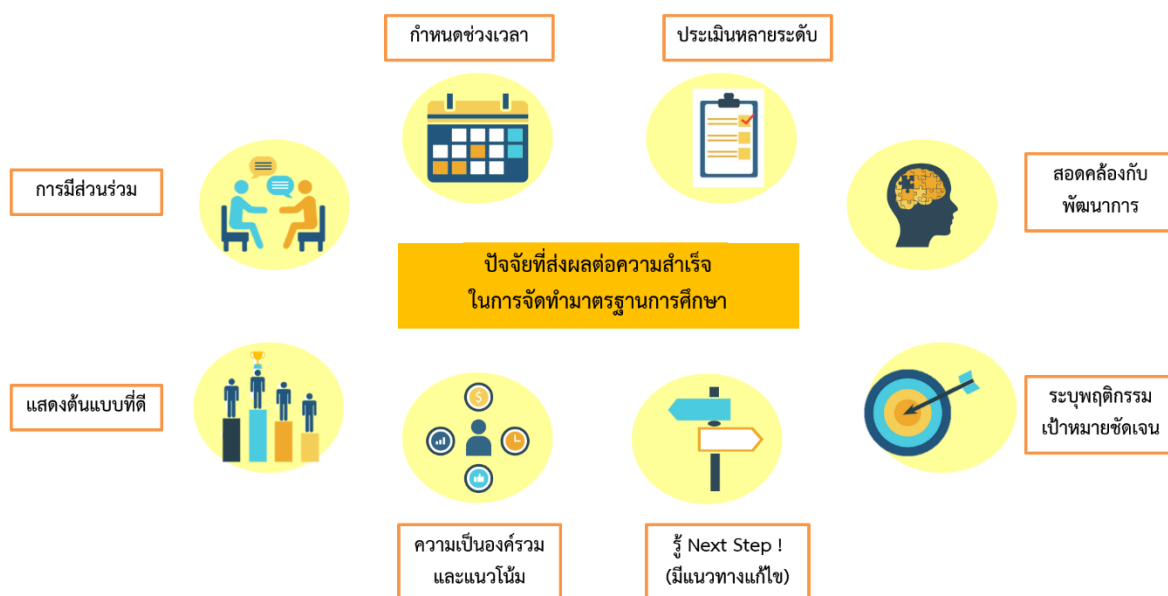 กำหนดช่วงเวลา
ประเมินหลายระดับ
การมีส่วนร่วม
สอดคล้องกับ
พัฒนาการ
ปัจจัยที่ส่งผลต่อความสำเร็จ
ในการจัดทำมาตรฐานการศึกษา
แสดงต้นแบบที่ดี
ระบุพฤติกรรม
เป้าหมายชัดเจน
ความเป็นองค์รวม
และแนวโน้ม
รู้ Next Step !
(มีแนวทางแก้ไข)